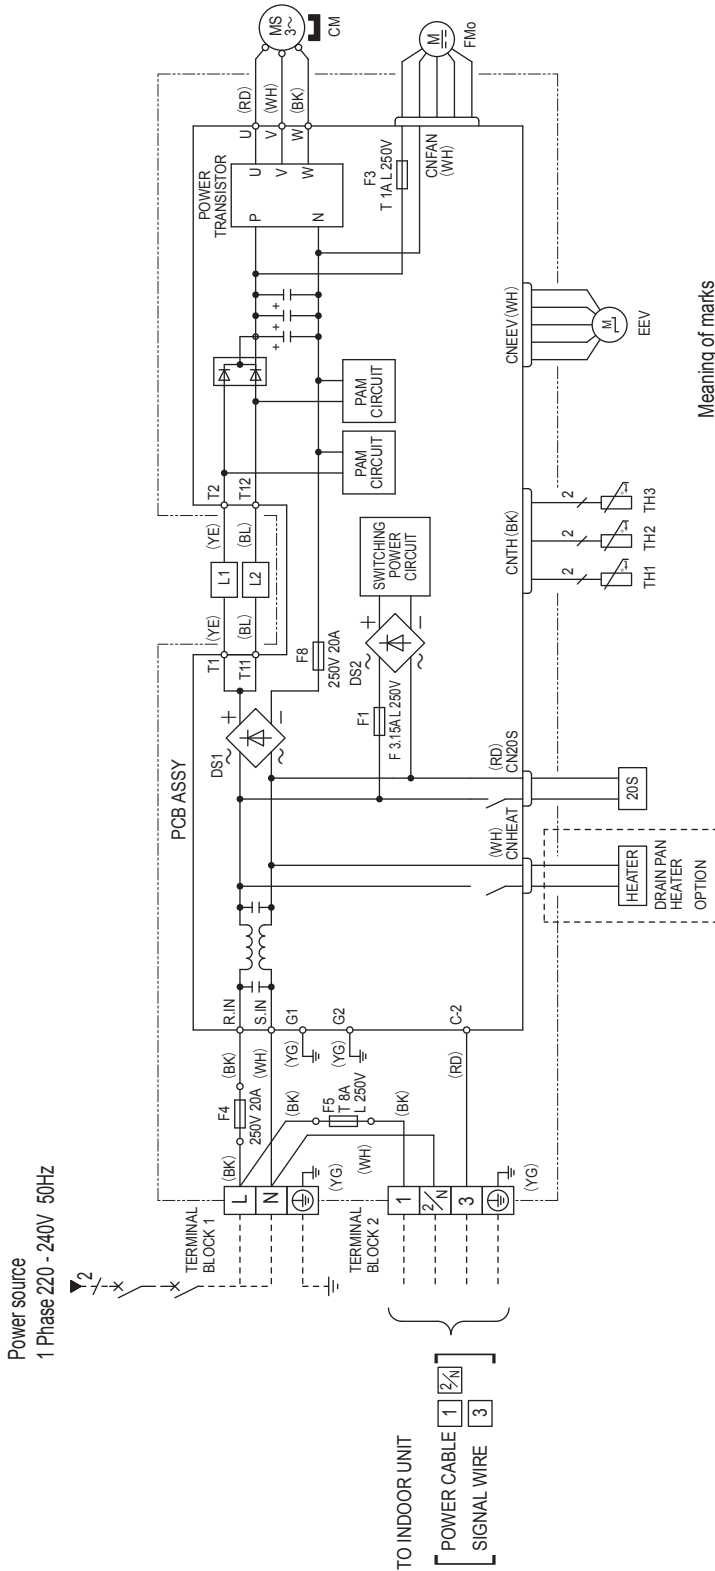 Power source
1 Phase 220 - 240V 50Hz
2
TERMINAL
BLOCK 1
L
N
(YG)
(BK)
F4
250V 20A
(BK)
(WH)
(BK)
F5
T 8A
L 250V
(BK)
(WH)
TERMINAL
BLOCK 2
1
2/N
3
(YG)
(RD)
TO INDOOR UNIT
POWER CABLE 1 2/N
SIGNAL WIRE 3
PCB ASSY
R.IN
S.IN
G1
(YG)
G2
(YG)
C-2
DS1
+
~
~
−
T1
(YE)
L1
(YE)
T2
T11
(BL)
L2
(BL)
T12
F8
250V 20A
F1
F 3.15A L 250V
DS2
+
~
~
−
SWITCHING
POWER
CIRCUIT
PAM
CIRCUIT
PAM
CIRCUIT
+
+
+
POWER
TRANSISTOR
P
N
U
V
W
U
V
W
(RD)
(WH)
(BK)
MS
3~
CM
F3
T 1A L 250V
CNFAN
(WH)
M
FMo
(WH)
CNHEAT
HEATER
DRAIN PAN
HEATER
OPTION
(RD)
CN20S
20S
CNTH (BK)
2
2
2
t°
t°
t°
TH1
TH2
TH3
CNEEV (WH)
M
EEV
Meaning of marks